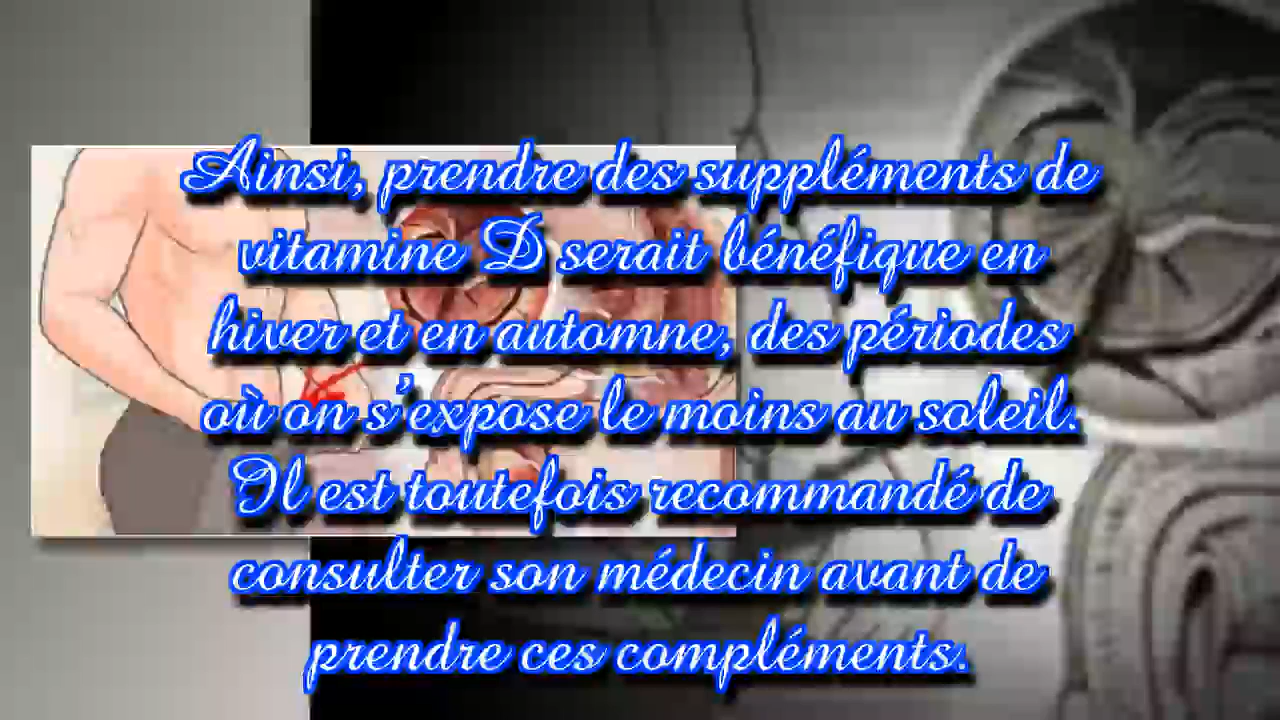 Ainsi, prendre des suppléments de
vitamine D serait bénéfique en
hiver et en automne, des périodes
où on s’expose le moins au soleil.
Il est toutefois recommandé de
consulter son médecin avant de
prendre ces compléments.